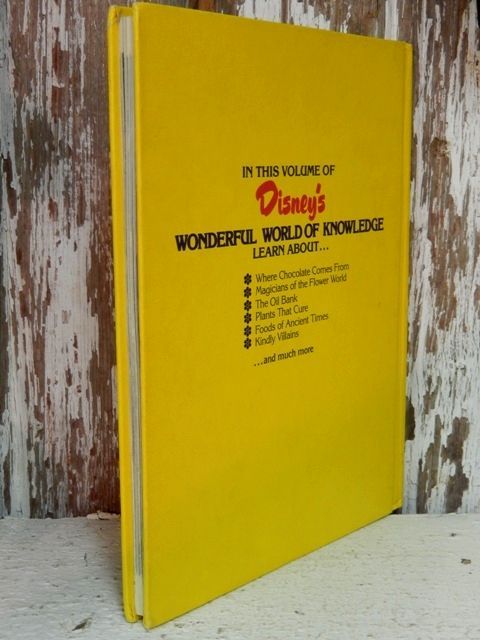 IN THIS VOLUME OF
Disney's
WONDERFUL WORLD OF KNOWLEDGE
LEARN ABOUT...
✽ Where Chocolate Comes From
✽ Magicians of the Flower World
✽ The Oil Bank
✽ Plants That Cure
✽ Foods of Ancient Times
✽ Kindly Villains
...and much more